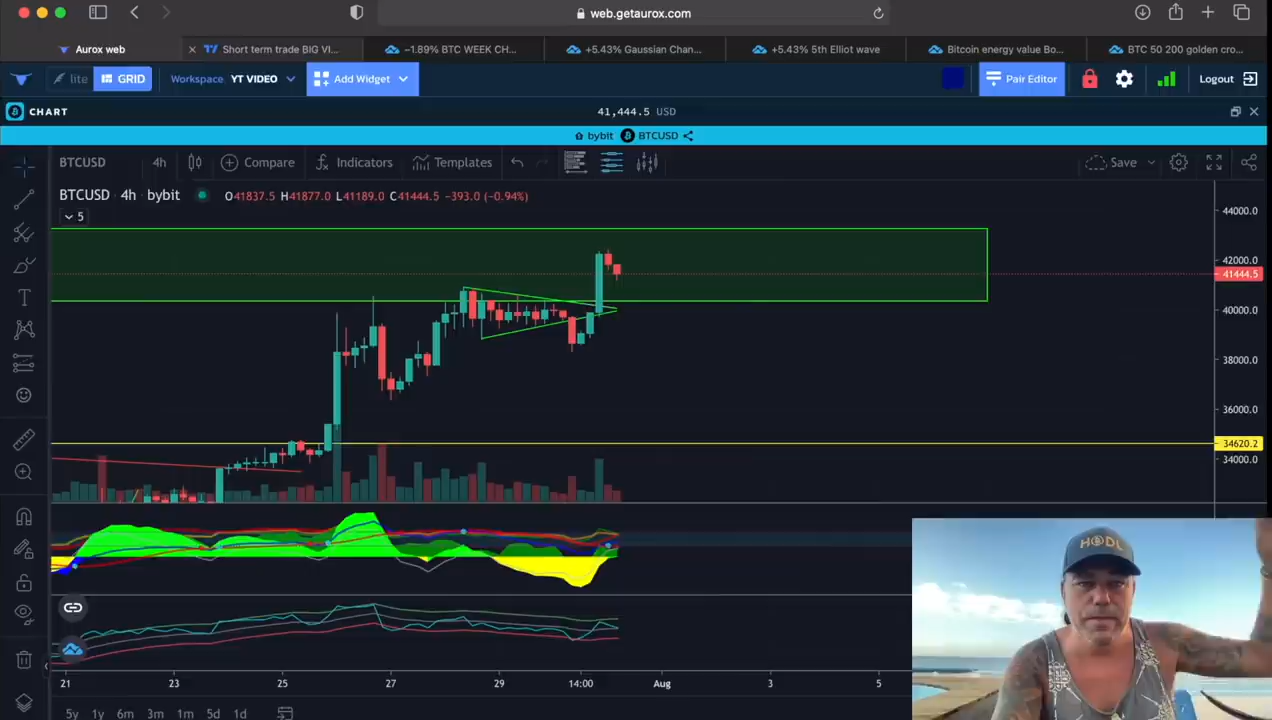 web.getaurox.com
Aurox web
Short term trade BIG VI...
−1.89% BTC WEEK CH...
+5.43% Gaussian Chan...
+5.43% 5th Elliot wave
Bitcoin energy value Bo...
BTC 50 200 golden cro...
lite GRID Workspace YT VIDEO Add Widget Pair Editor Logout
CHART 41,444.5 USD
bybit BTCUSD
BTCUSD 4h Compare Indicators Templates Save
BTCUSD · 4h · bybit O41837.5 H41877.0 L41189.0 C41444.5 −393.0 (−0.94%)
5
44000.0
42000.0
41444.5
40000.0
38000.0
36000.0
34620.2
34000.0
HODL
21 23 25 27 29 14:00 Aug 3 5
5y 1y 6m 3m 1m 5d 1d